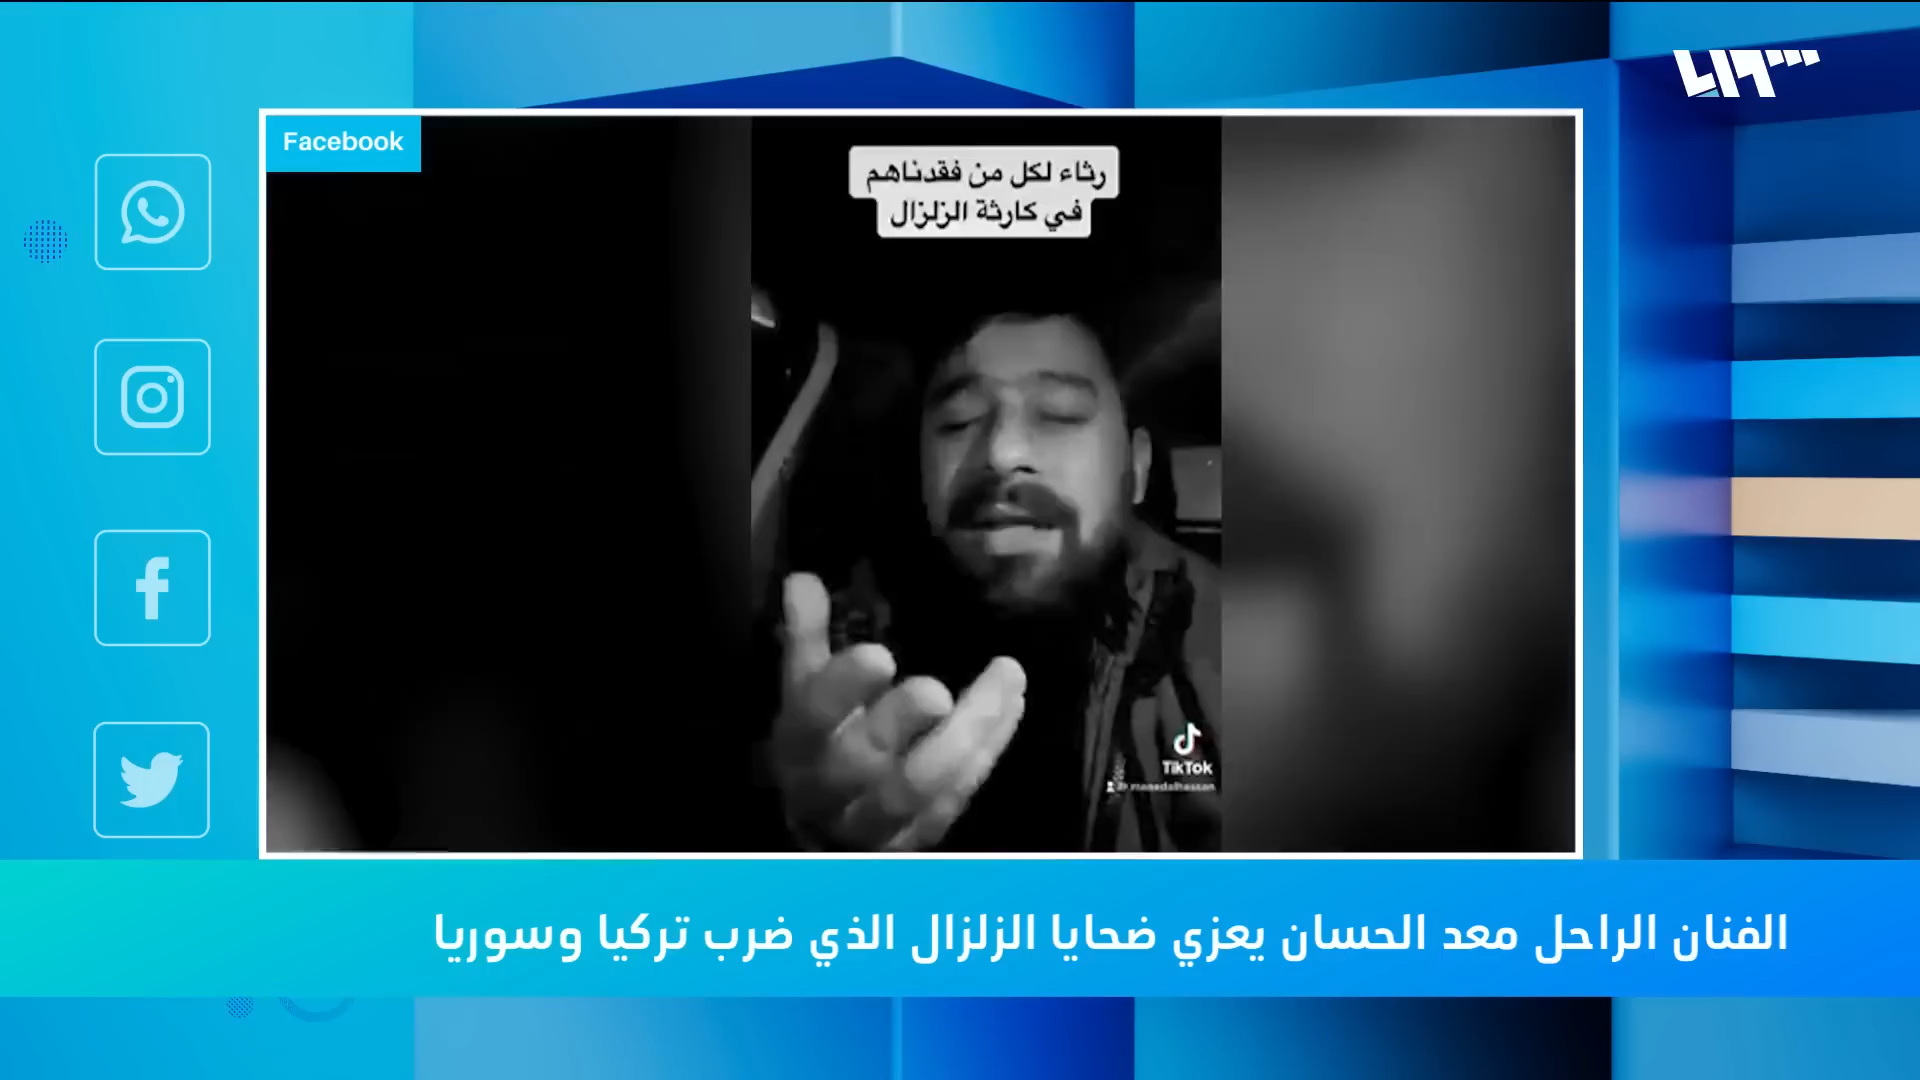 Facebook
رثاء لكل من فقدناهم
في كارثة الزلزال
TikTok
الفنان الراحل معد الحسان يعزي ضحايا الزلزال الذي ضرب تركيا وسوريا